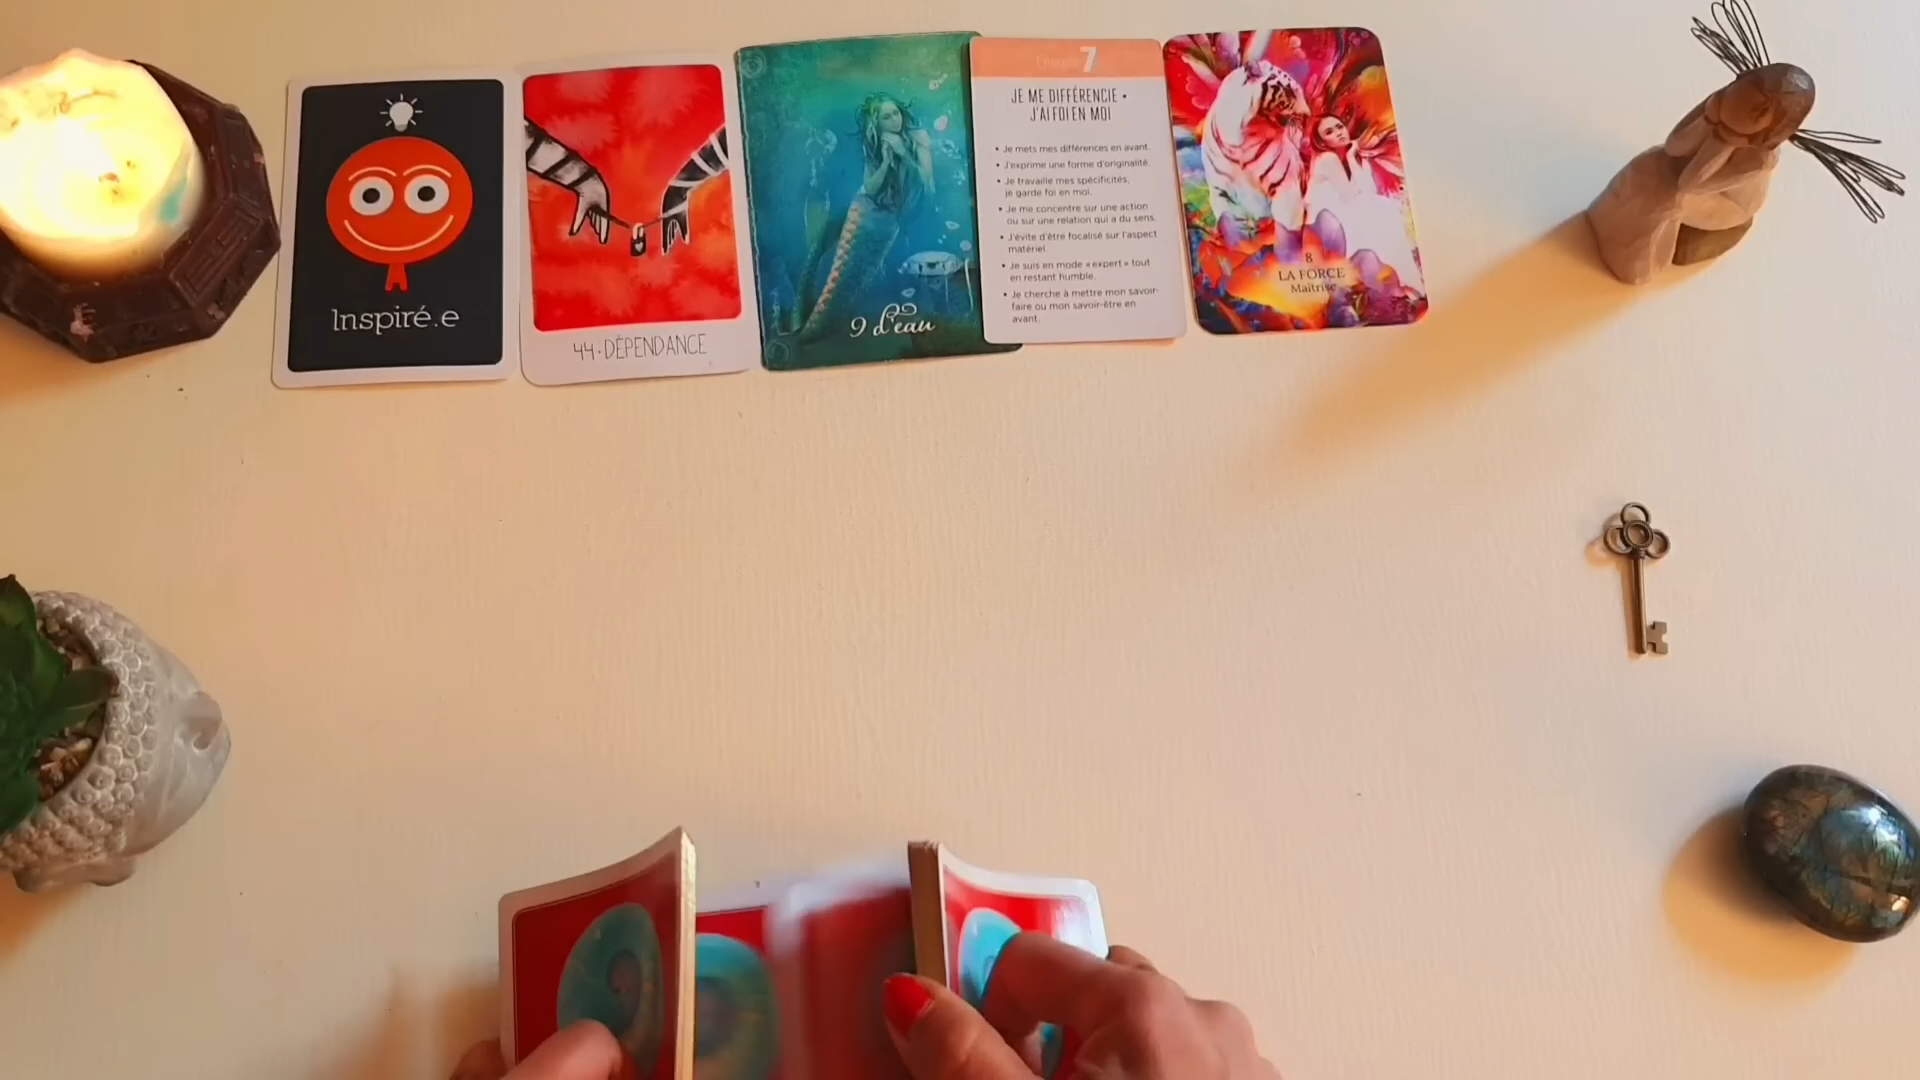 Inspiré.e
44•DÉPENDANCE
9 d'eau
7
JE ME DIFFÉRENCIE •
J'AI FOI EN MOI
• Je mets mes différences en avant.
• J'exprime une forme d'originalité.
• Je travaille mes spécificités,
je garde foi en moi.
• Je me concentre sur une action
ou sur une relation qui a du sens.
• J'évite d'être focalisé sur l'aspect
matériel.
• Je suis en mode «expert» tout
en restant humble.
• Je cherche à mettre mon savoir-
faire ou mon savoir-être en
avant.
8
LA FORCE
Maîtrise